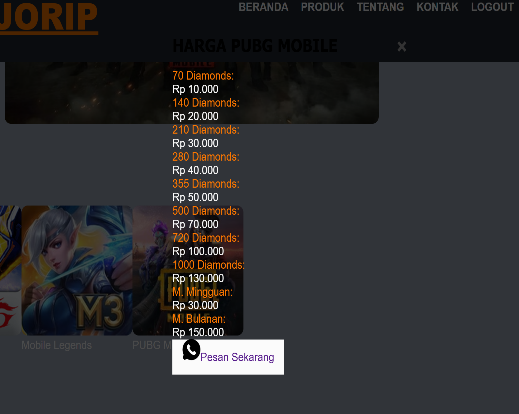 JORIP
BERANDA PRODUK TENTANG KONTAK LOGOUT
HARGA PUBG MOBILE ×
70 Diamonds:
Rp 10.000
140 Diamonds:
Rp 20.000
210 Diamonds:
Rp 30.000
280 Diamonds:
Rp 40.000
355 Diamonds:
Rp 50.000
500 Diamonds:
Rp 70.000
720 Diamonds:
Rp 100.000
1000 Diamonds:
Rp 130.000
M. Mingguan:
Rp 30.000
M. Bulanan:
Rp 150.000
Pesan Sekarang
M3
Mobile Legends
PUBG M